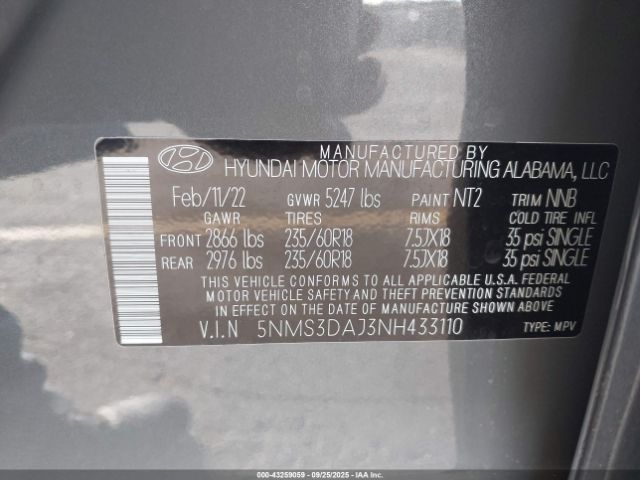 MANUFACTURED BY
HYUNDAI MOTOR MANUFACTURING ALABAMA, LLC
Feb/11/22 GVWR 5247 lbs PAINT NT2 TRIM NNB
GAWR TIRES RIMS COLD TIRE INFL
FRONT 2866 lbs 235/60R18 7.5JX18 35 psi SINGLE
REAR 2976 lbs 235/60R18 7.5JX18 35 psi SINGLE
THIS VEHICLE CONFORMS TO ALL APPLICABLE U.S.A. FEDERAL
MOTOR VEHICLE SAFETY AND THEFT PREVENTION STANDARDS
IN EFFECT ON THE DATE OF MANUFACTURE SHOWN ABOVE.
V.I.N 5NMS3DAJ3NH433110 TYPE: MPV
000-43259059 - 09/25/2025 - IAA Inc.